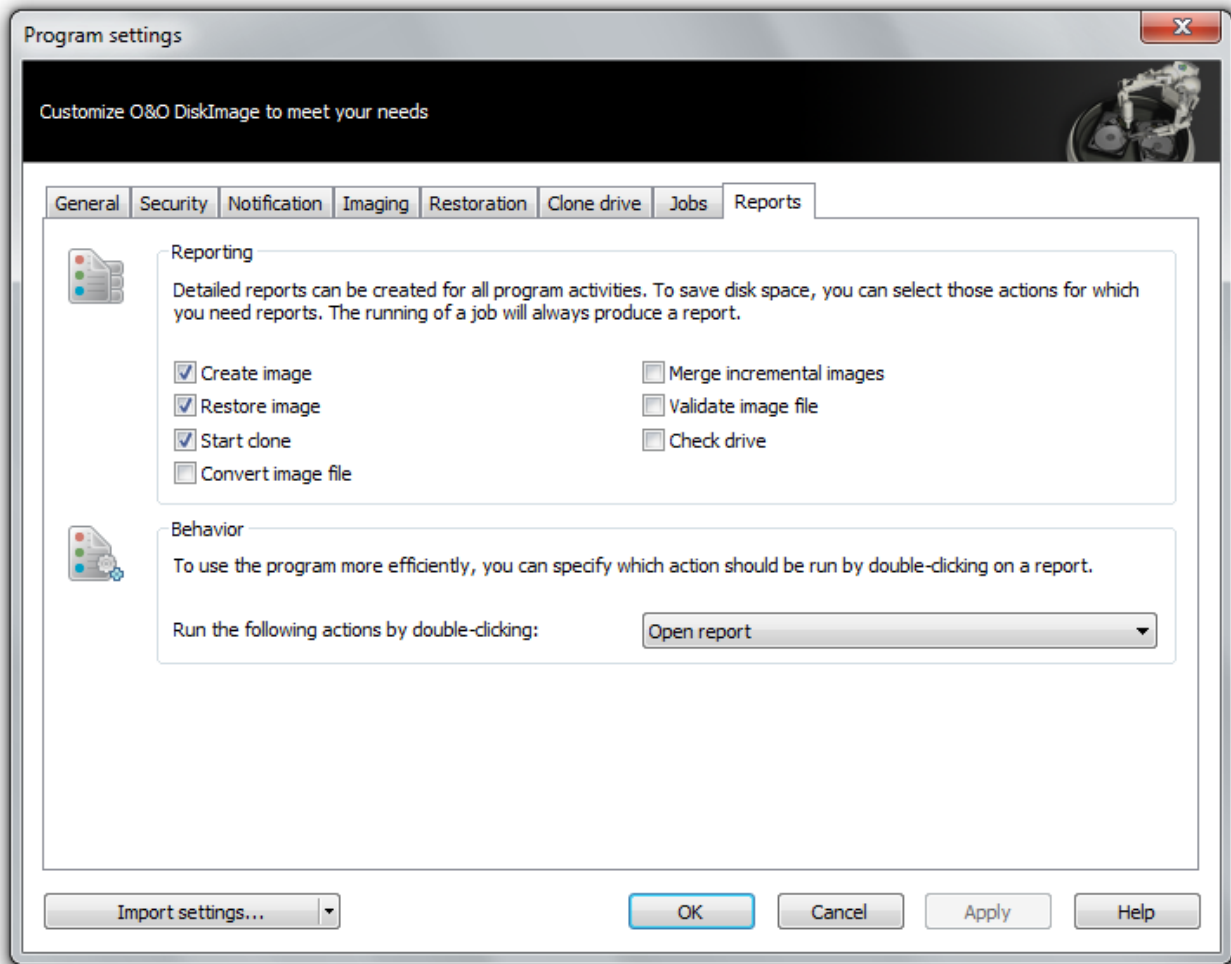 Program settings
Customize O&O DiskImage to meet your needs
General Security Notification Imaging Restoration Clone drive Jobs Reports
Reporting
Detailed reports can be created for all program activities. To save disk space, you can select those actions for which
you need reports. The running of a job will always produce a report.
Create image
Restore image
Start clone
Convert image file
Merge incremental images
Validate image file
Check drive
Behavior
To use the program more efficiently, you can specify which action should be run by double-clicking on a report.
Run the following actions by double-clicking: Open report
Import settings... OK Cancel Apply Help